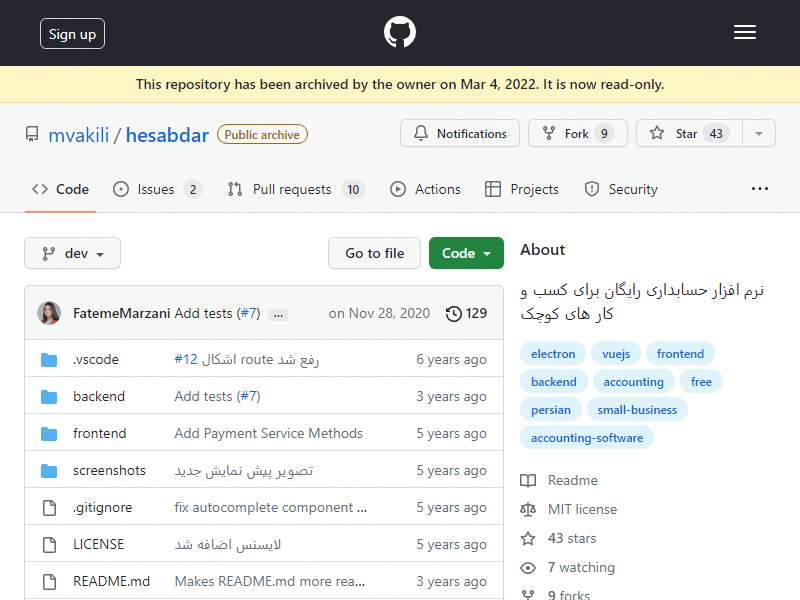 Sign up
This repository has been archived by the owner on Mar 4, 2022. It is now read-only.
mvakili / hesabdar Public archive
Notifications Fork 9 Star 43
Code Issues 2 Pull requests 10 Actions Projects Security ...
dev Go to file Code
FatemeMarzani Add tests (#7) ... on Nov 28, 2020 129
.vscode رفع شد route اشکال #12 6 years ago
backend Add tests (#7) 3 years ago
frontend Add Payment Service Methods 5 years ago
screenshots تصویر پیش نمایش جدید 5 years ago
.gitignore fix autocomplete component ... 5 years ago
LICENSE لایسنس اضافه شد 5 years ago
README.md Makes README.md more rea... 3 years ago
About
نرم افزار حسابداری رایگان برای کسب و
کار های کوچک
electron vuejs frontend
backend accounting free
persian small-business
accounting-software
Readme
MIT license
43 stars
7 watching
9 forks